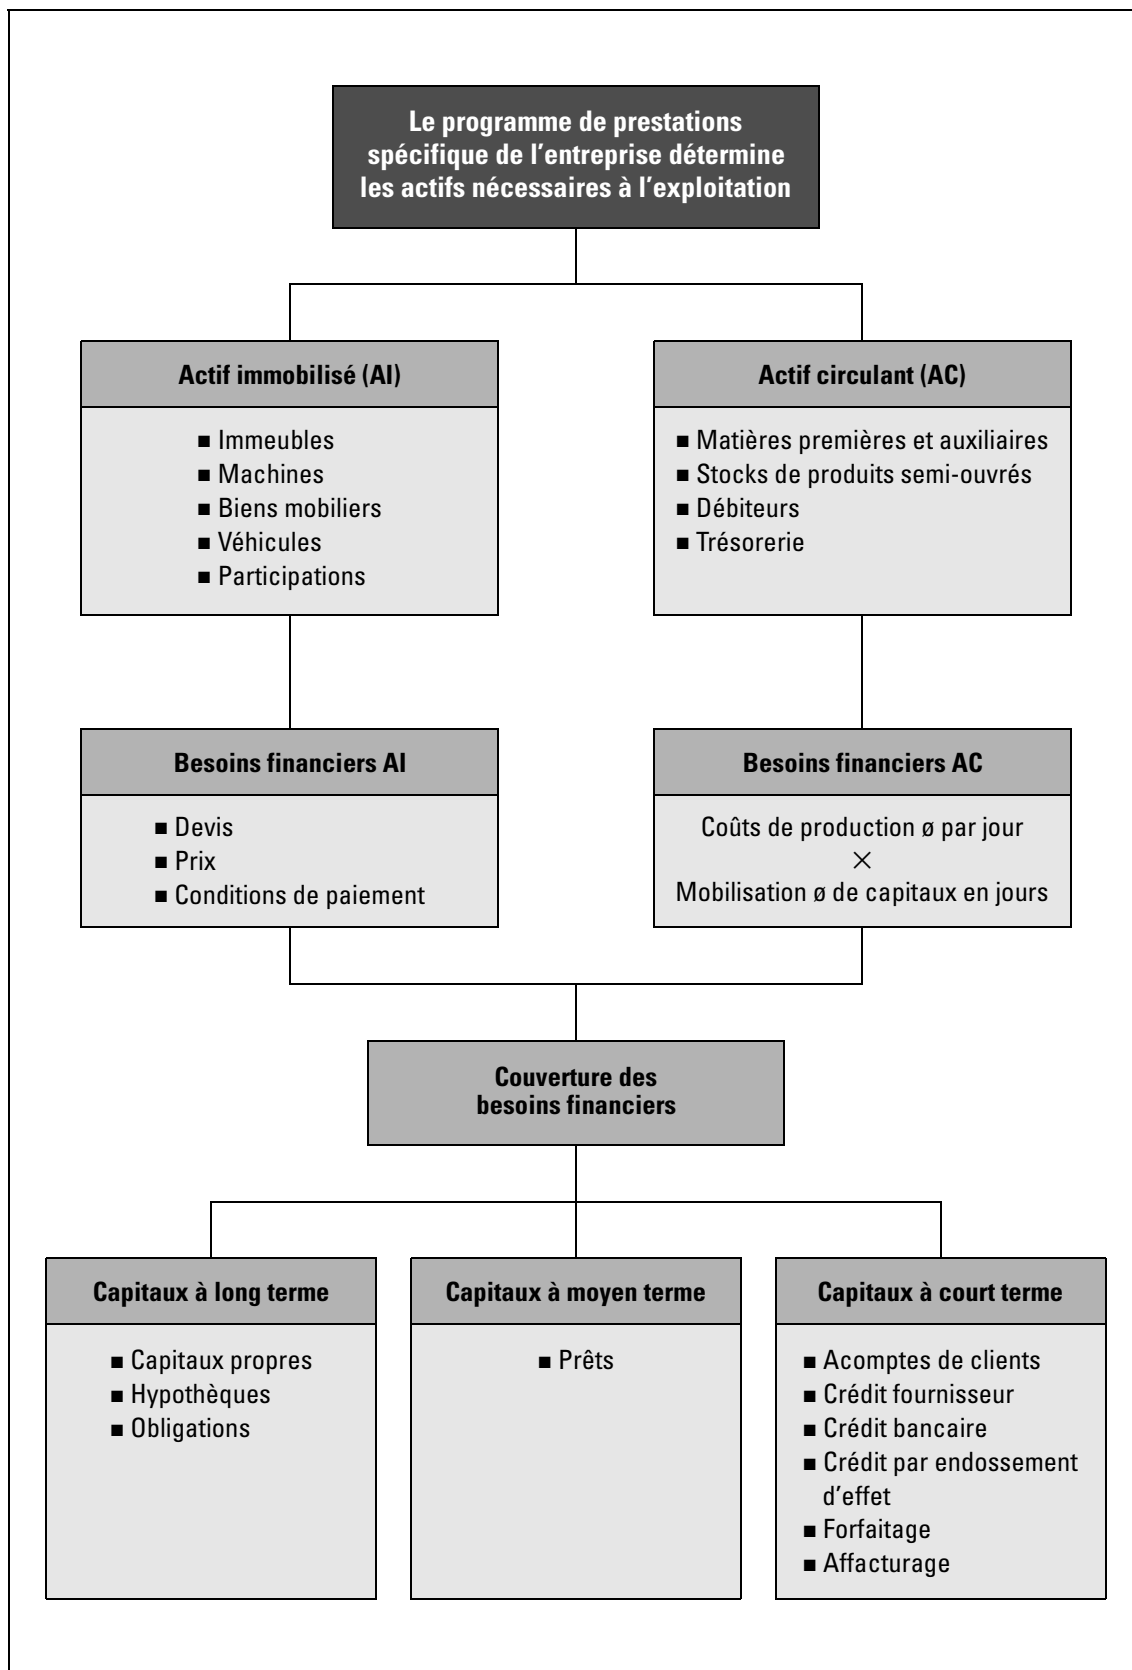 Le programme de prestations
spécifique de l'entreprise détermine
les actifs nécessaires à l'exploitation
Actif immobilisé (AI)
■ Immeubles
■ Machines
■ Biens mobiliers
■ Véhicules
■ Participations
Actif circulant (AC)
■ Matières premières et auxiliaires
■ Stocks de produits semi-ouvrés
■ Débiteurs
■ Trésorerie
Besoins financiers AI
■ Devis
■ Prix
■ Conditions de paiement
Besoins financiers AC
Coûts de production ø par jour
×
Mobilisation ø de capitaux en jours
Couverture des
besoins financiers
Capitaux à long terme
■ Capitaux propres
■ Hypothèques
■ Obligations
Capitaux à moyen terme
■ Prêts
Capitaux à court terme
■ Acomptes de clients
■ Crédit fournisseur
■ Crédit bancaire
■ Crédit par endossement
d'effet
■ Forfaitage
■ Affacturage